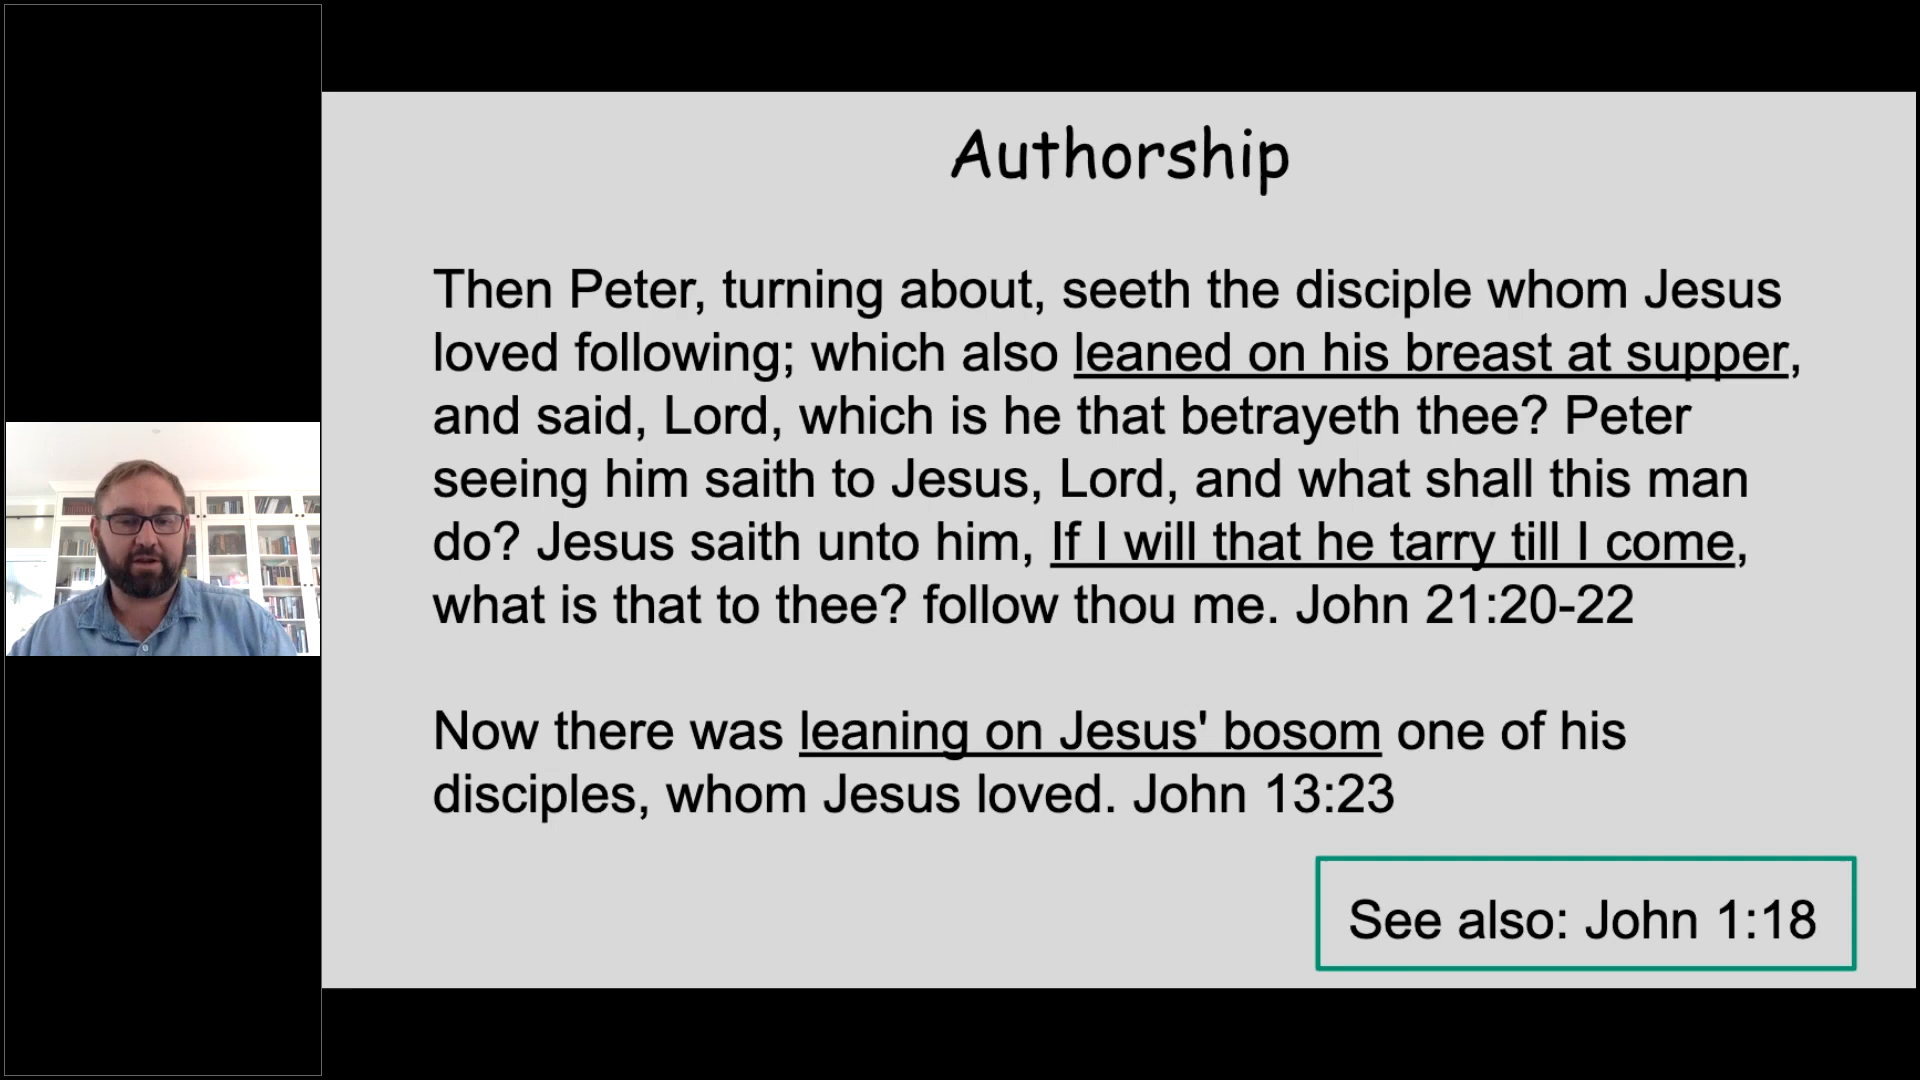 Authorship
Then Peter, turning about, seeth the disciple whom Jesus
loved following; which also leaned on his breast at supper,
and said, Lord, which is he that betrayeth thee? Peter
seeing him saith to Jesus, Lord, and what shall this man
do? Jesus saith unto him, If I will that he tarry till I come,
what is that to thee? follow thou me. John 21:20-22
Now there was leaning on Jesus' bosom one of his
disciples, whom Jesus loved. John 13:23
See also: John 1:18